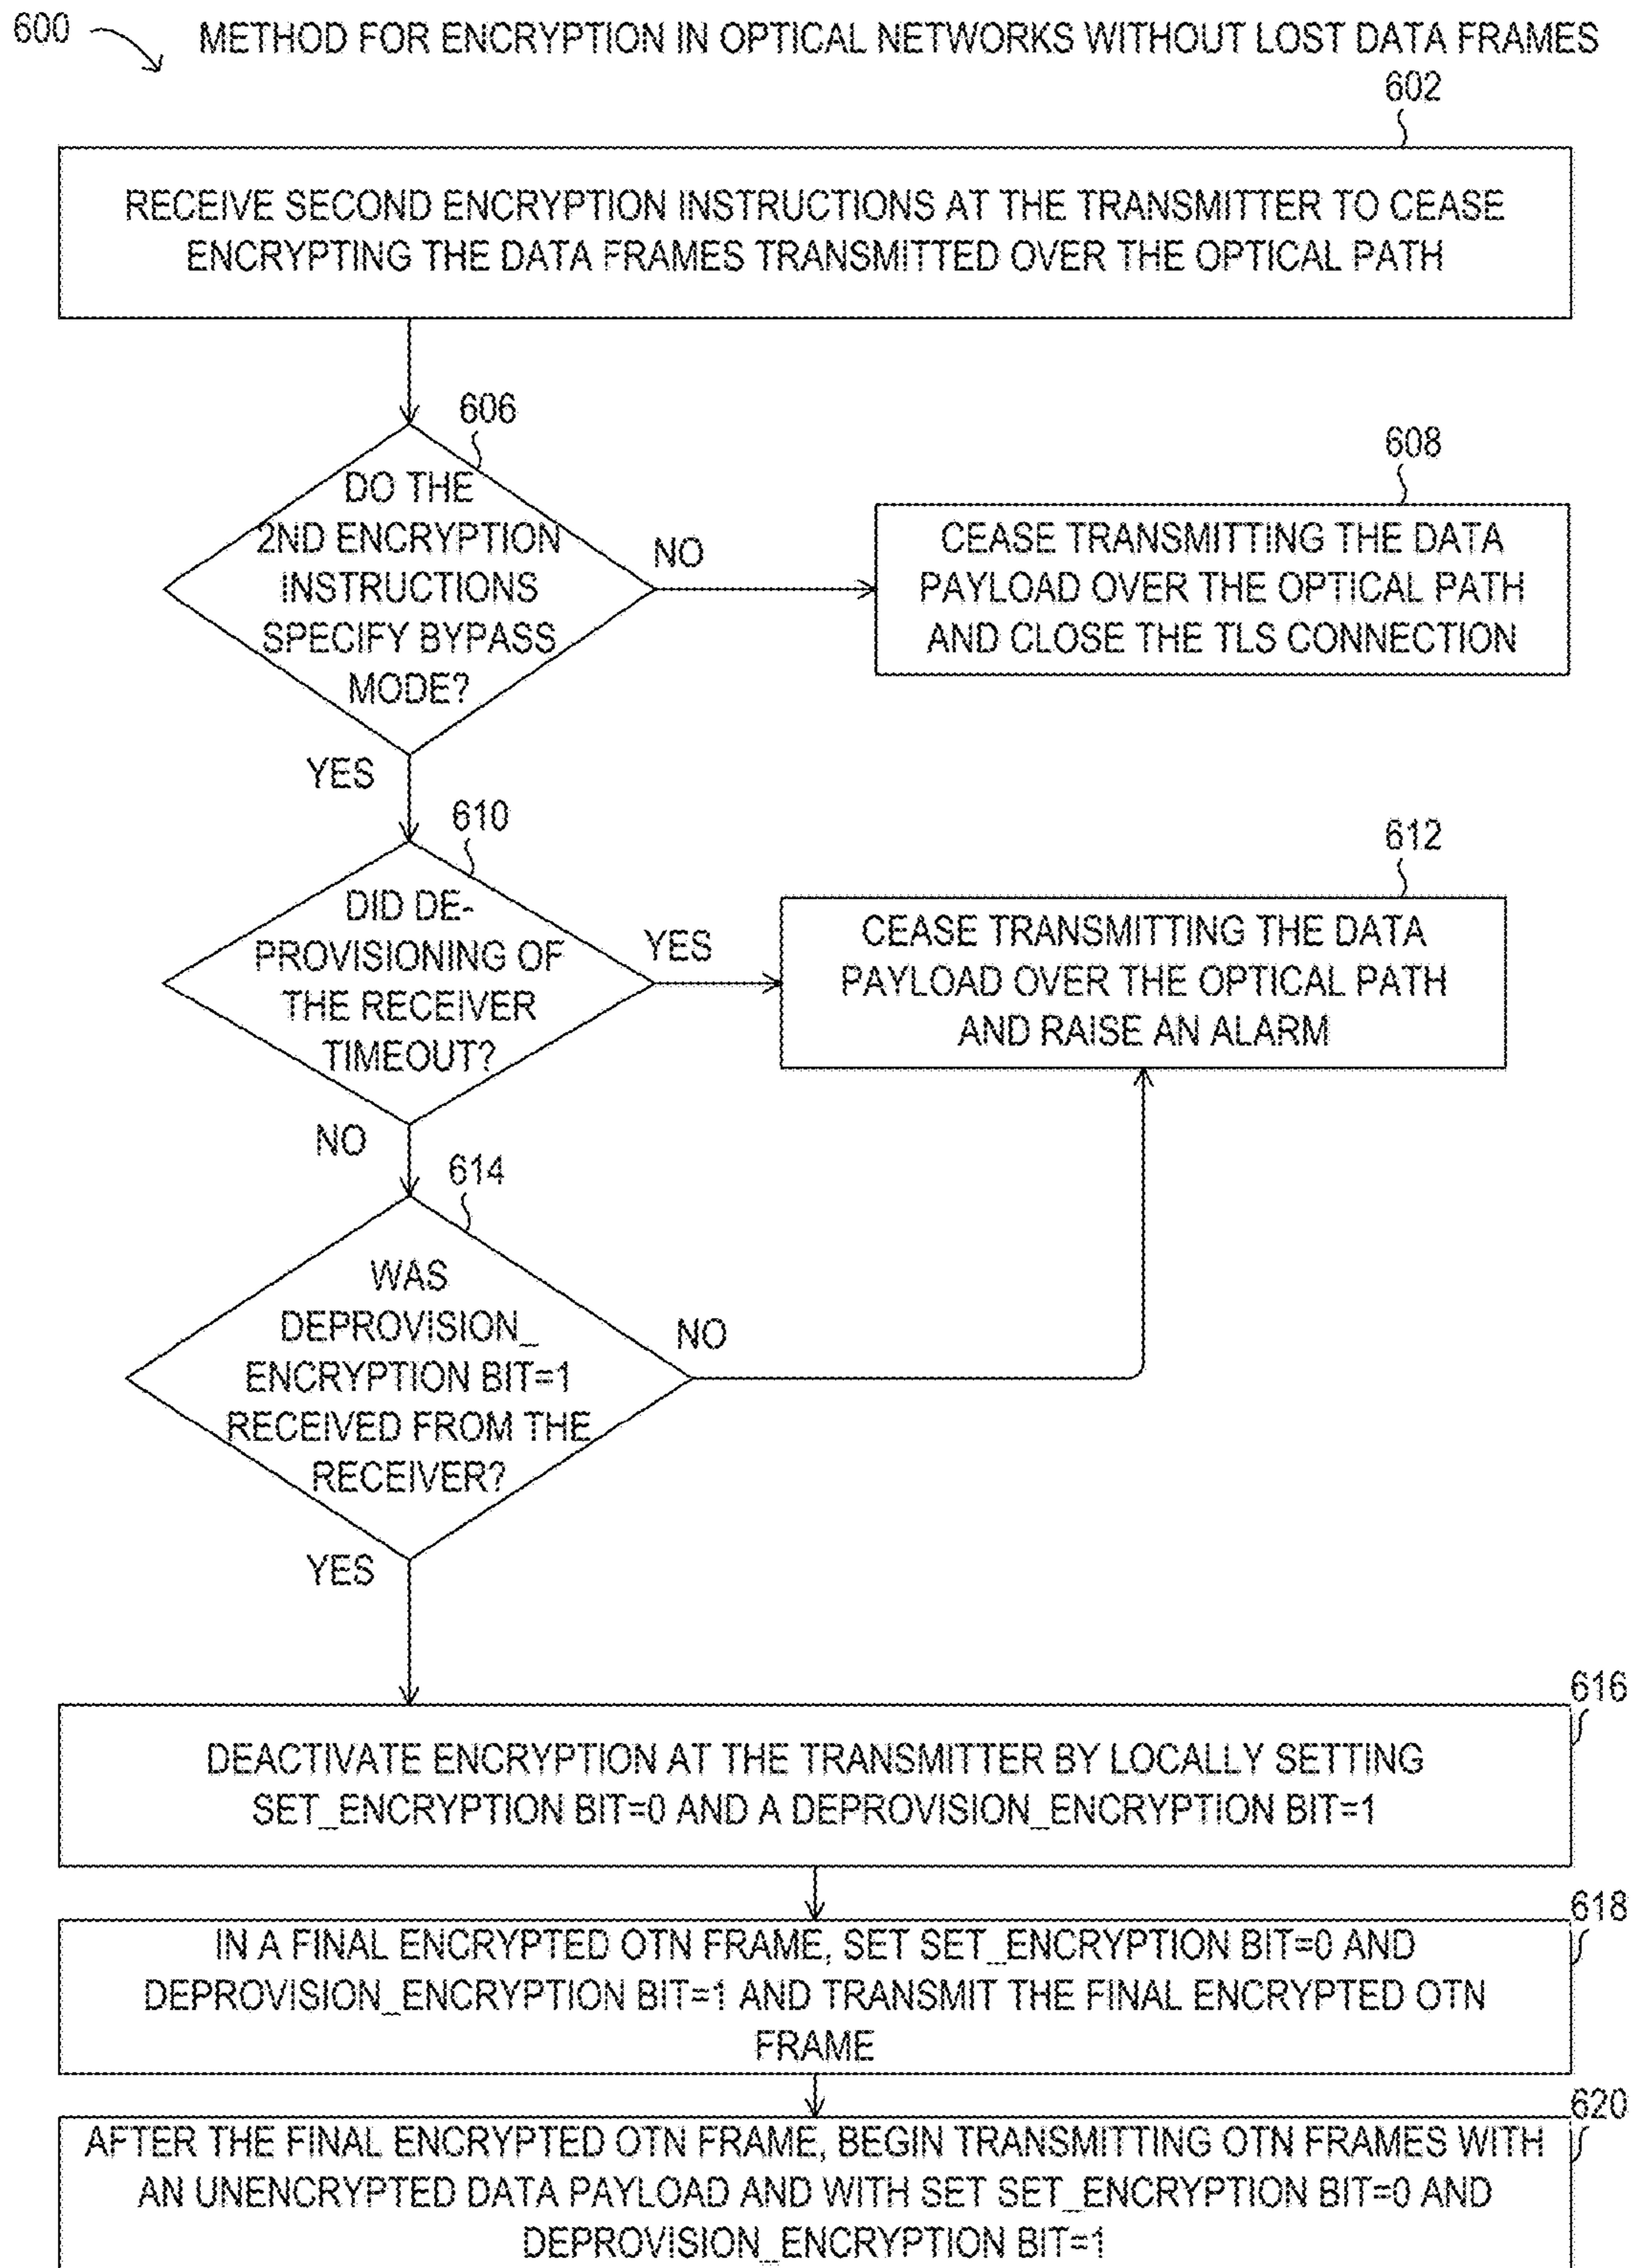 600
METHOD FOR ENCRYPTION IN OPTICAL NETWORKS WITHOUT LOST DATA FRAMES
602
RECEIVE SECOND ENCRYPTION INSTRUCTIONS AT THE TRANSMITTER TO CEASE
ENCRYPTING THE DATA FRAMES TRANSMITTED OVER THE OPTICAL PATH
606
DO THE
2ND ENCRYPTION
INSTRUCTIONS
SPECIFY BYPASS
MODE?
NO
608
CEASE TRANSMITTING THE DATA
PAYLOAD OVER THE OPTICAL PATH
AND CLOSE THE TLS CONNECTION
YES
610
DID DE-
PROVISIONING OF
THE RECEIVER
TIMEOUT?
YES
612
CEASE TRANSMITTING THE DATA
PAYLOAD OVER THE OPTICAL PATH
AND RAISE AN ALARM
NO
614
WAS
DEPROVISION_
ENCRYPTION BIT=1
RECEIVED FROM THE
RECEIVER?
NO
YES
616
DEACTIVATE ENCRYPTION AT THE TRANSMITTER BY LOCALLY SETTING
SET_ENCRYPTION BIT=0 AND A DEPROVISION_ENCRYPTION BIT=1
618
IN A FINAL ENCRYPTED OTN FRAME, SET SET_ENCRYPTION BIT=0 AND
DEPROVISION_ENCRYPTION BIT=1 AND TRANSMIT THE FINAL ENCRYPTED OTN
FRAME
620
AFTER THE FINAL ENCRYPTED OTN FRAME, BEGIN TRANSMITTING OTN FRAMES WITH
AN UNENCRYPTED DATA PAYLOAD AND WITH SET SET_ENCRYPTION BIT=0 AND
DEPROVISION_ENCRYPTION BIT=1